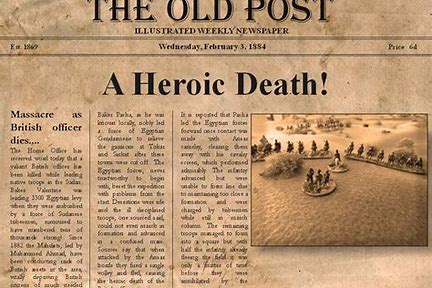 THE OLD POST
ILLUSTRATED WEEKLY NEWSPAPER
Est. 1869
Wednesday, February 3, 1884
Price 6d
A Heroic Death!
Massacre as
British officer
dies....
The Home Office has
received word today that a
valiant British officer has
been killed while leading
native troops in the Sudan.
Baker Valentine was
leading 3500 Egyptian levy
when they were ambushed
by a force of Sudanese
tribesmen, rumoured to
have numbered tens of
thousands strong! Since
1882 the Mahdists, led by
Mohammed Ahmed, have
been conducting raids of
British assets in the area,
vitally depriving British
citizens of much needed
Baker Pasha, as he was
known locally, nobly led
a force of Egyptian
Gendarmerie to relieve
the garrisons at Tokar
and Sinkat after these
towns were cut off. The
Egyptian forces, never
trustworthy to begin
with, beset the expedition
with problems from the
start. Desertions were rife
and the ill disciplined
troops, one sourced said,
could not even march in
formation and advanced
in a confused mass.
Sources say that when
attacked by the Ansar
hoards they fired a single
volley and fled, causing
the heroic death of the
It is reported that Pasha
led the Egyptian forces
forward once contact was
made with Ansar
cavalry, clearing them
away with his cavalry
screen, which performed
admirably. The infantry
advanced but were
unable to form line due
to maintaining too close a
formation and were
charged by tribesmen
while still in march
column. The remaining
troops managed to form
into a square but with
half the infantry already
fleeing the field it was
only a matter of time
before they were
annihilated by the